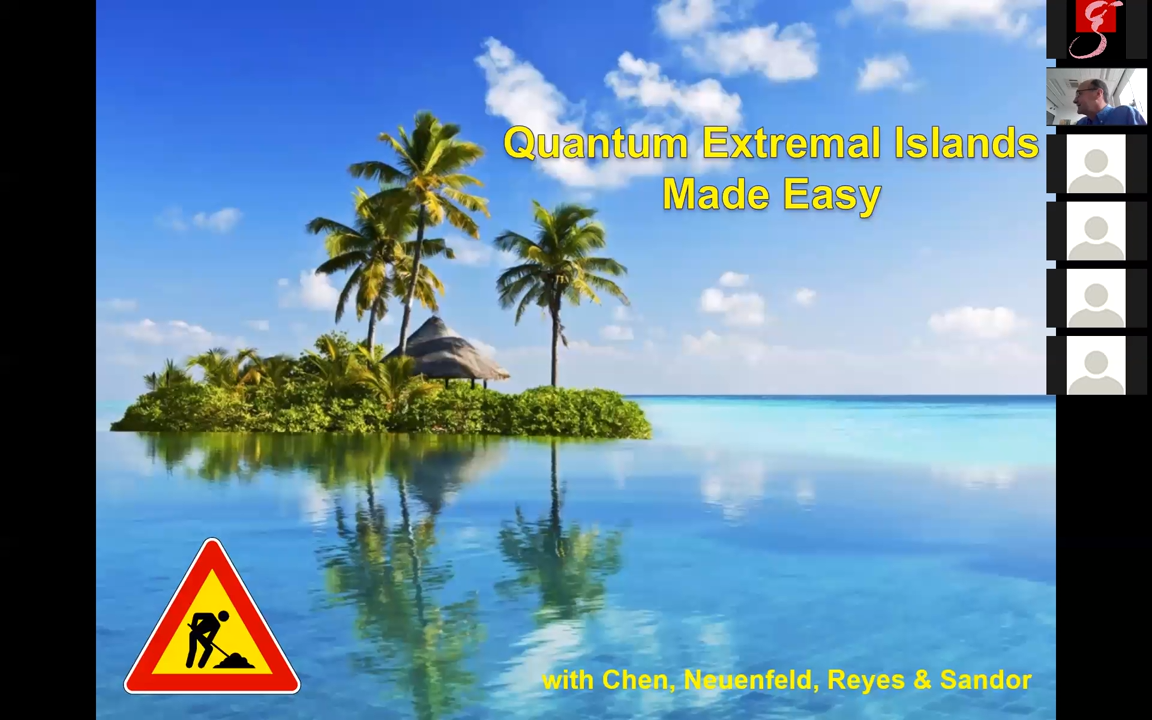 Quantum Extremal Islands
Made Easy
with Chen, Neuenfeld, Reyes & Sandor